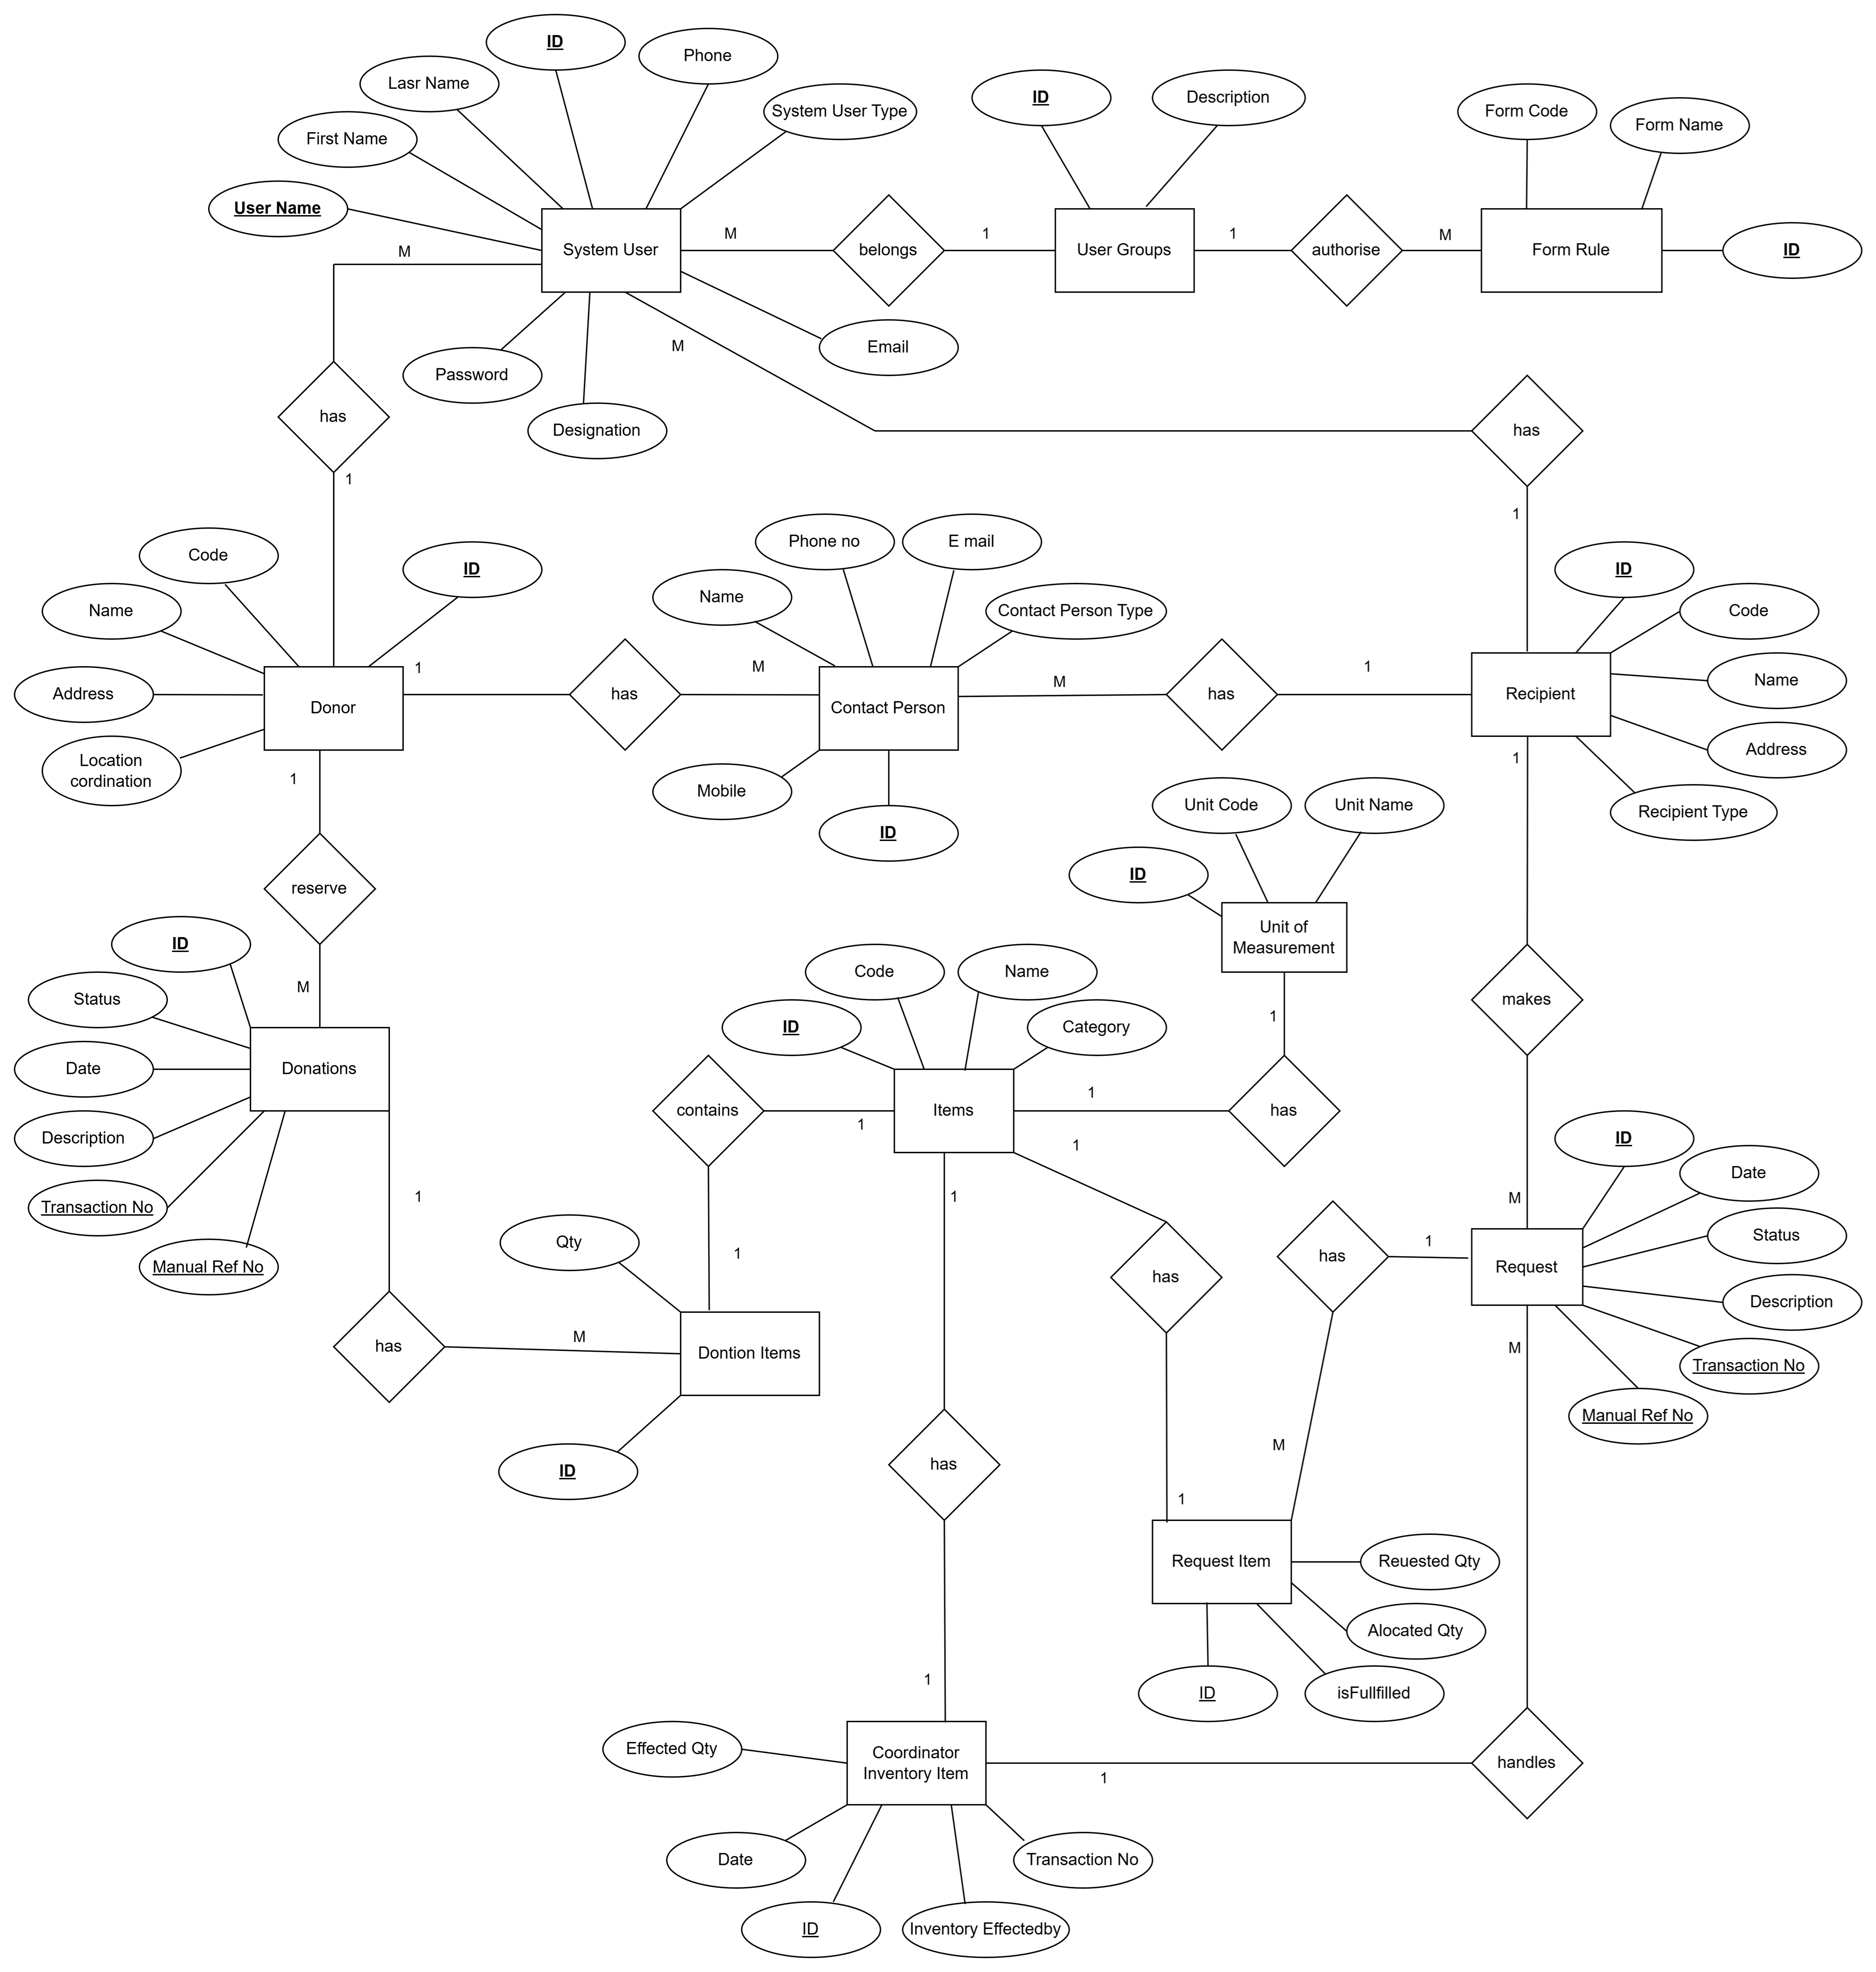 ID
Phone
Lasr Name
System User Type
First Name
User Name
System User
M
M
belongs
1
ID
Description
User Groups
1
authorise
M
Form Code
Form Name
Form Rule
ID
Email
Password
Designation
M
has
1
has
1
Code
ID
Name
Address
Location
cordination
Donor
1
has
M
Phone no
E mail
Name
Contact Person Type
Contact Person
Mobile
ID
M
has
1
ID
Code
Name
Address
Recipient Type
Recipient
1
1
reserve
M
Unit Code
Unit Name
ID
Unit of
Measurement
1
has
1
makes
M
ID
Status
Date
Description
Transaction No
Manual Ref No
Donations
1
has
M
Code
Name
ID
Category
Items
contains
1
1
Qty
Dontion Items
ID
1
1
has
1
has
1
has
1
M
ID
Date
Status
Description
Transaction No
Manual Ref No
Request
M
Request Item
Reuested Qty
Alocated Qty
isFullfilled
ID
Effected Qty
Coordinator
Inventory Item
1
handles
Date
Transaction No
ID
Inventory Effectedby